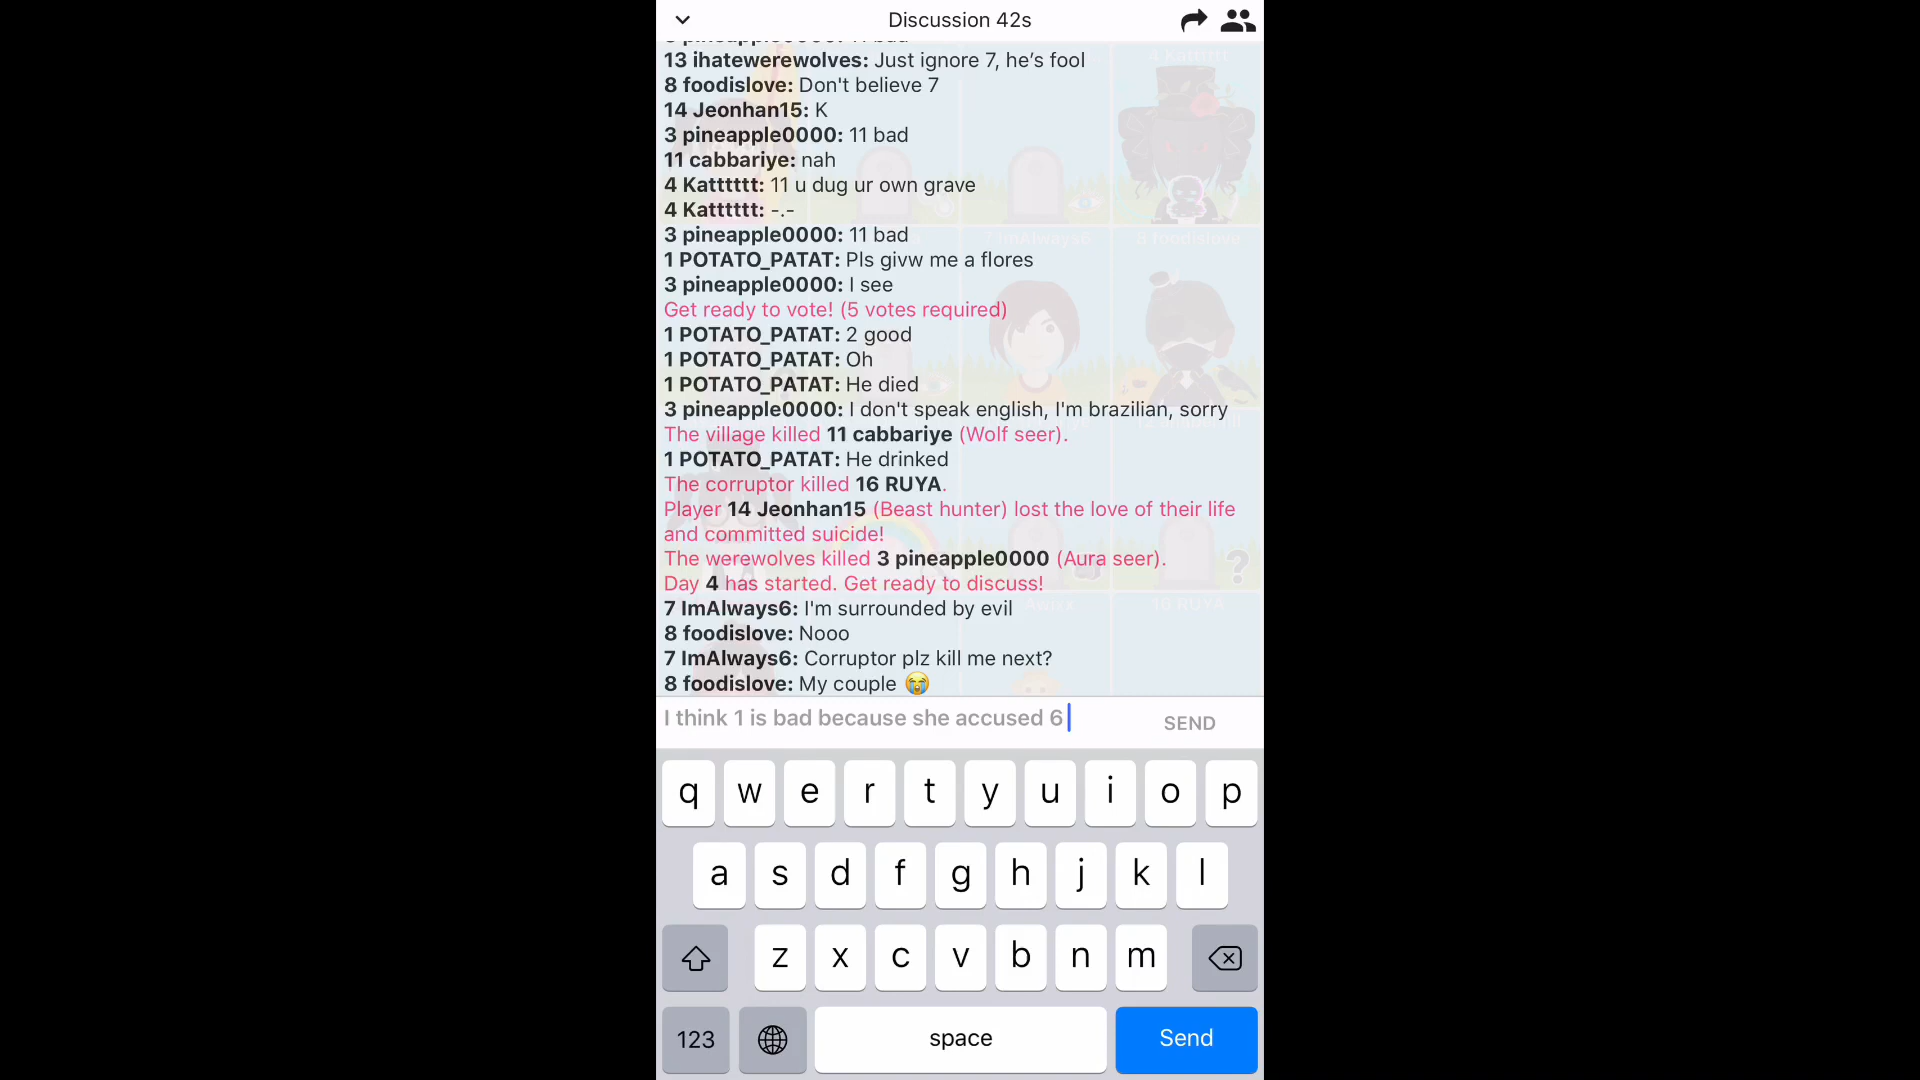 Discussion 42s
13 ihatewerewolves: Just ignore 7, he's fool
8 foodislove: Don't believe 7
14 Jeonhan15: K
3 pineapple0000: 11 bad
11 cabbariye: nah
4 Katttttt: 11 u dug ur own grave
4 Katttttt: -.-
3 pineapple0000: 11 bad
1 POTATO_PATAT: Pls givw me a flores
3 pineapple0000: I see
Get ready to vote! (5 votes required)
1 POTATO_PATAT: 2 good
1 POTATO_PATAT: Oh
1 POTATO_PATAT: He died
3 pineapple0000: I don't speak english, I'm brazilian, sorry
The village killed 11 cabbariye (Wolf seer).
1 POTATO_PATAT: He drinked
The corruptor killed 16 RUYA.
Player 14 Jeonhan15 (Beast hunter) lost the love of their life
and committed suicide!
The werewolves killed 3 pineapple0000 (Aura seer).
Day 4 has started. Get ready to discuss!
7 ImAlways6: I'm surrounded by evil
8 foodislove: Nooo
7 ImAlways6: Corruptor plz kill me next?
8 foodislove: My couple 😭
I think 1 is bad because she accused 6
SEND
q w e r t y u i o p
a s d f g h j k l
z x c v b n m
123 space Send